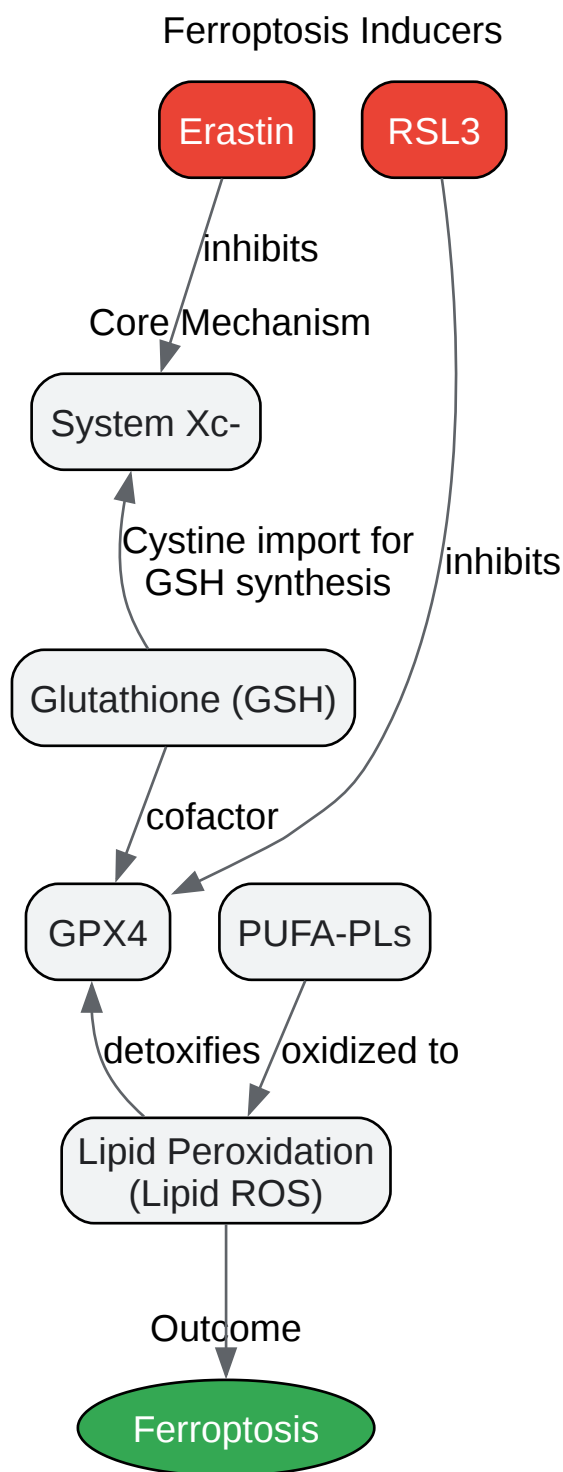 Ferroptosis Inducers
Erastin
RSL3
inhibits
Core Mechanism
System Xc-
Cystine import for
GSH synthesis
inhibits
Glutathione (GSH)
cofactor
GPX4
PUFA-PLs
detoxifies
oxidized to
Lipid Peroxidation
(Lipid ROS)
Outcome
Ferroptosis